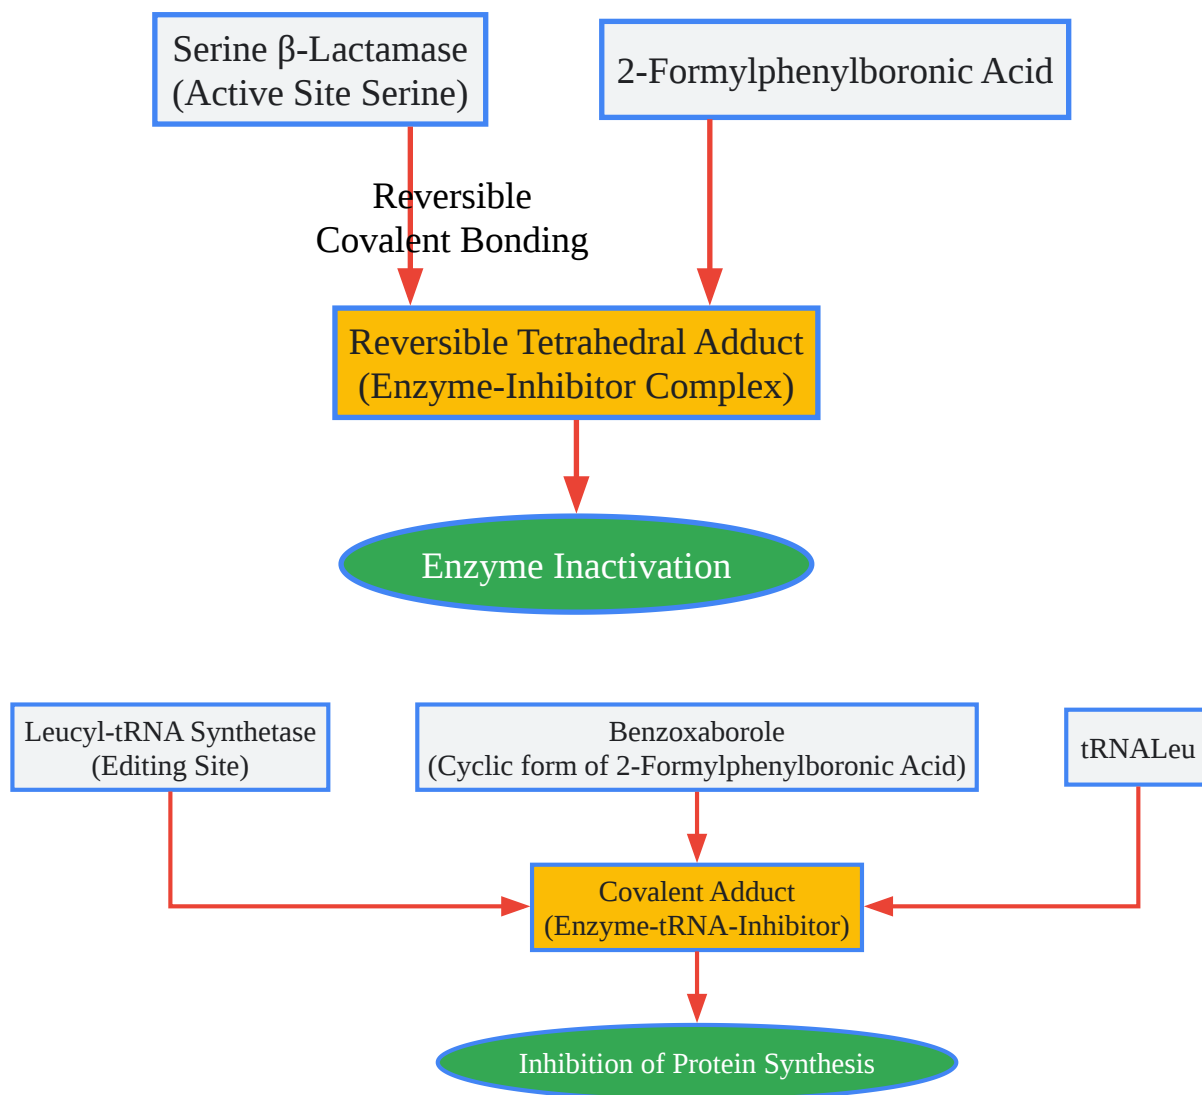 Serine β-Lactamase
(Active Site Serine)
2-Formylphenylboronic Acid
Reversible
Covalent Bonding
Reversible Tetrahedral Adduct
(Enzyme-Inhibitor Complex)
Enzyme Inactivation
Leucyl-tRNA Synthetase
(Editing Site)
Benzoxaborole
(Cyclic form of 2-Formylphenylboronic Acid)
tRNALeu
Covalent Adduct
(Enzyme-tRNA-Inhibitor)
Inhibition of Protein Synthesis